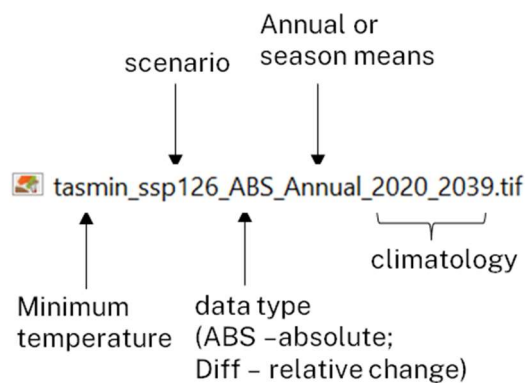 scenario
Annual or
season means
tasmin_ssp126_ABS_Annual_2020_2039.tif
climatology
Minimum
temperature
data type
(ABS –absolute;
Diff – relative change)